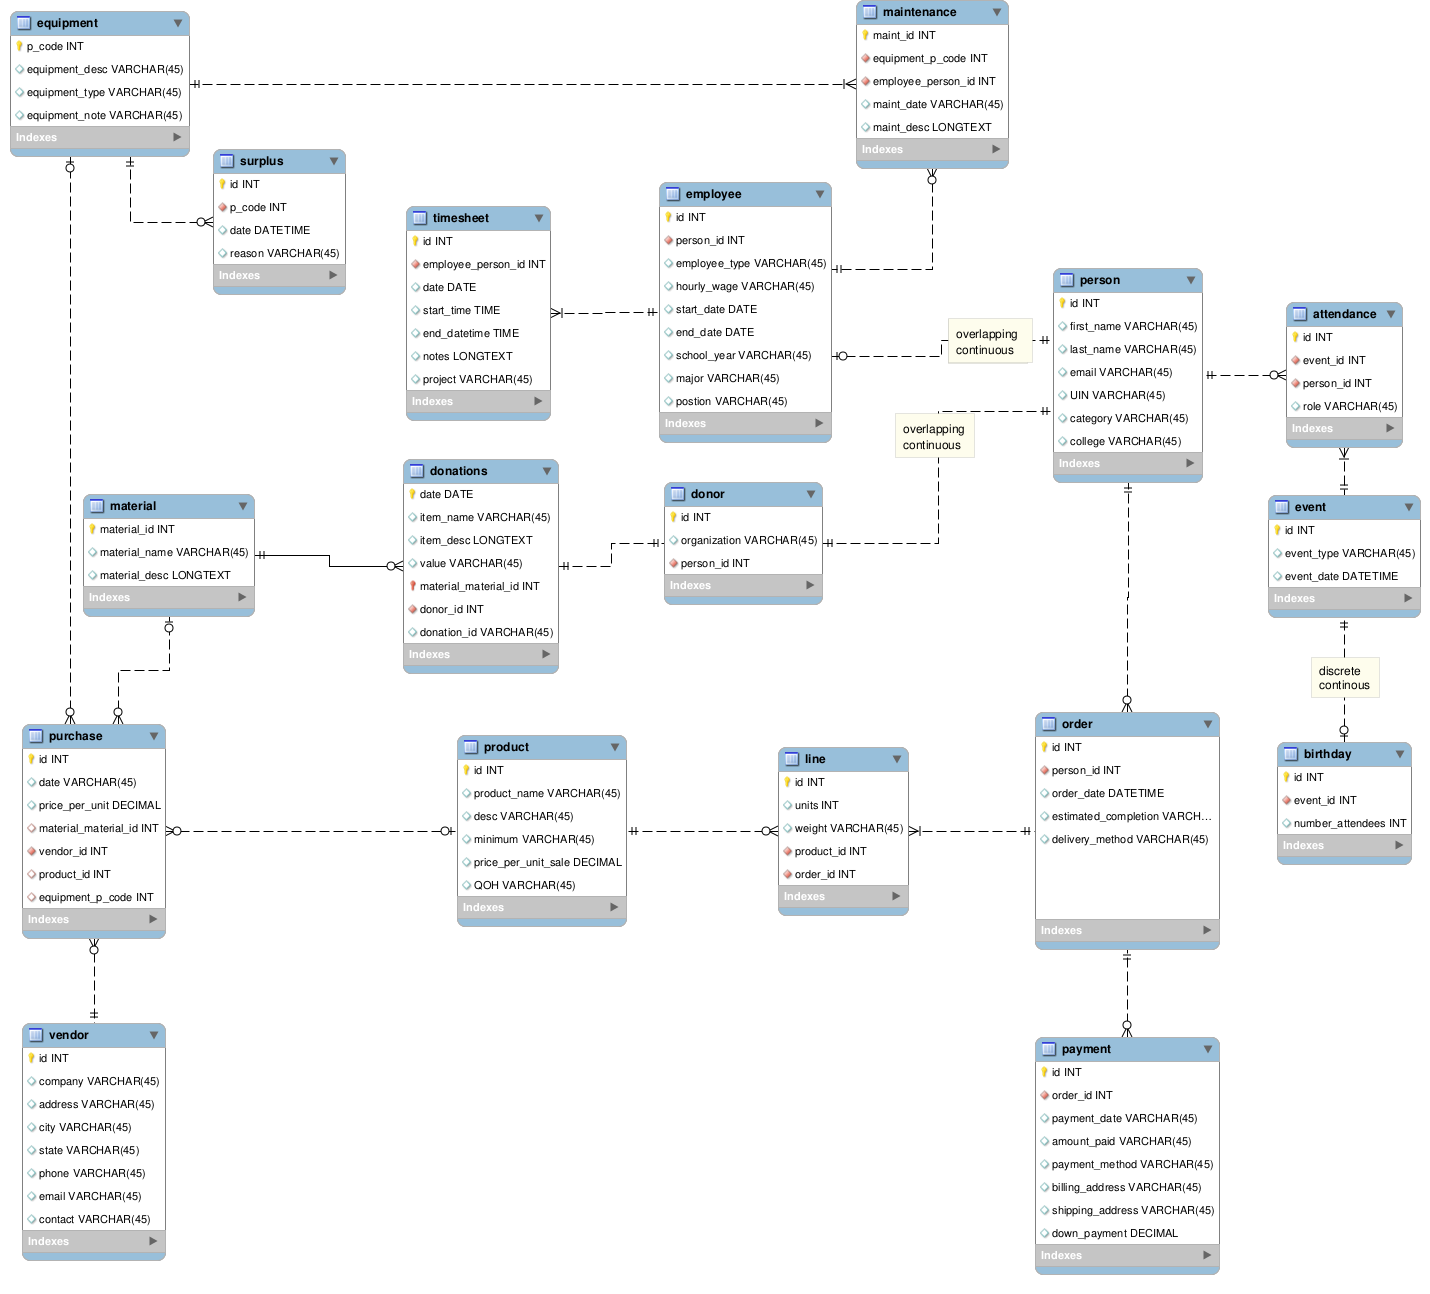 equipment
p_code INT
equipment_desc VARCHAR(45)
equipment_type VARCHAR(45)
equipment_note VARCHAR(45)
Indexes
maintenance
maint_id INT
equipment_p_code INT
employee_person_id INT
maint_date VARCHAR(45)
maint_desc LONGTEXT
Indexes
surplus
id INT
p_code INT
date DATETIME
reason VARCHAR(45)
Indexes
timesheet
id INT
employee_person_id INT
date DATE
start_time TIME
end_datetime TIME
notes LONGTEXT
project VARCHAR(45)
Indexes
employee
id INT
person_id INT
employee_type VARCHAR(45)
hourly_wage VARCHAR(45)
start_date DATE
end_date DATE
school_year VARCHAR(45)
major VARCHAR(45)
postion VARCHAR(45)
Indexes
overlapping
continuous
person
id INT
first_name VARCHAR(45)
last_name VARCHAR(45)
email VARCHAR(45)
UIN VARCHAR(45)
category VARCHAR(45)
college VARCHAR(45)
Indexes
attendance
id INT
event_id INT
person_id INT
role VARCHAR(45)
Indexes
overlapping
continuous
material
material_id INT
material_name VARCHAR(45)
material_desc LONGTEXT
Indexes
donations
date DATE
item_name VARCHAR(45)
item_desc LONGTEXT
value VARCHAR(45)
material_material_id INT
donor_id INT
donation_id VARCHAR(45)
Indexes
donor
id INT
organization VARCHAR(45)
person_id INT
Indexes
event
id INT
event_type VARCHAR(45)
event_date DATETIME
Indexes
discrete
continous
purchase
id INT
date VARCHAR(45)
price_per_unit DECIMAL
material_material_id INT
vendor_id INT
product_id INT
equipment_p_code INT
Indexes
product
id INT
product_name VARCHAR(45)
desc VARCHAR(45)
minimum VARCHAR(45)
price_per_unit_sale DECIMAL
QOH VARCHAR(45)
Indexes
line
id INT
units INT
weight VARCHAR(45)
product_id INT
order_id INT
Indexes
order
id INT
person_id INT
order_date DATETIME
estimated_completion VARCH...
delivery_method VARCHAR(45)
Indexes
birthday
id INT
event_id INT
number_attendees INT
Indexes
vendor
id INT
company VARCHAR(45)
address VARCHAR(45)
city VARCHAR(45)
state VARCHAR(45)
phone VARCHAR(45)
email VARCHAR(45)
contact VARCHAR(45)
Indexes
payment
id INT
order_id INT
payment_date VARCHAR(45)
amount_paid VARCHAR(45)
payment_method VARCHAR(45)
billing_address VARCHAR(45)
shipping_address VARCHAR(45)
down_payment DECIMAL
Indexes